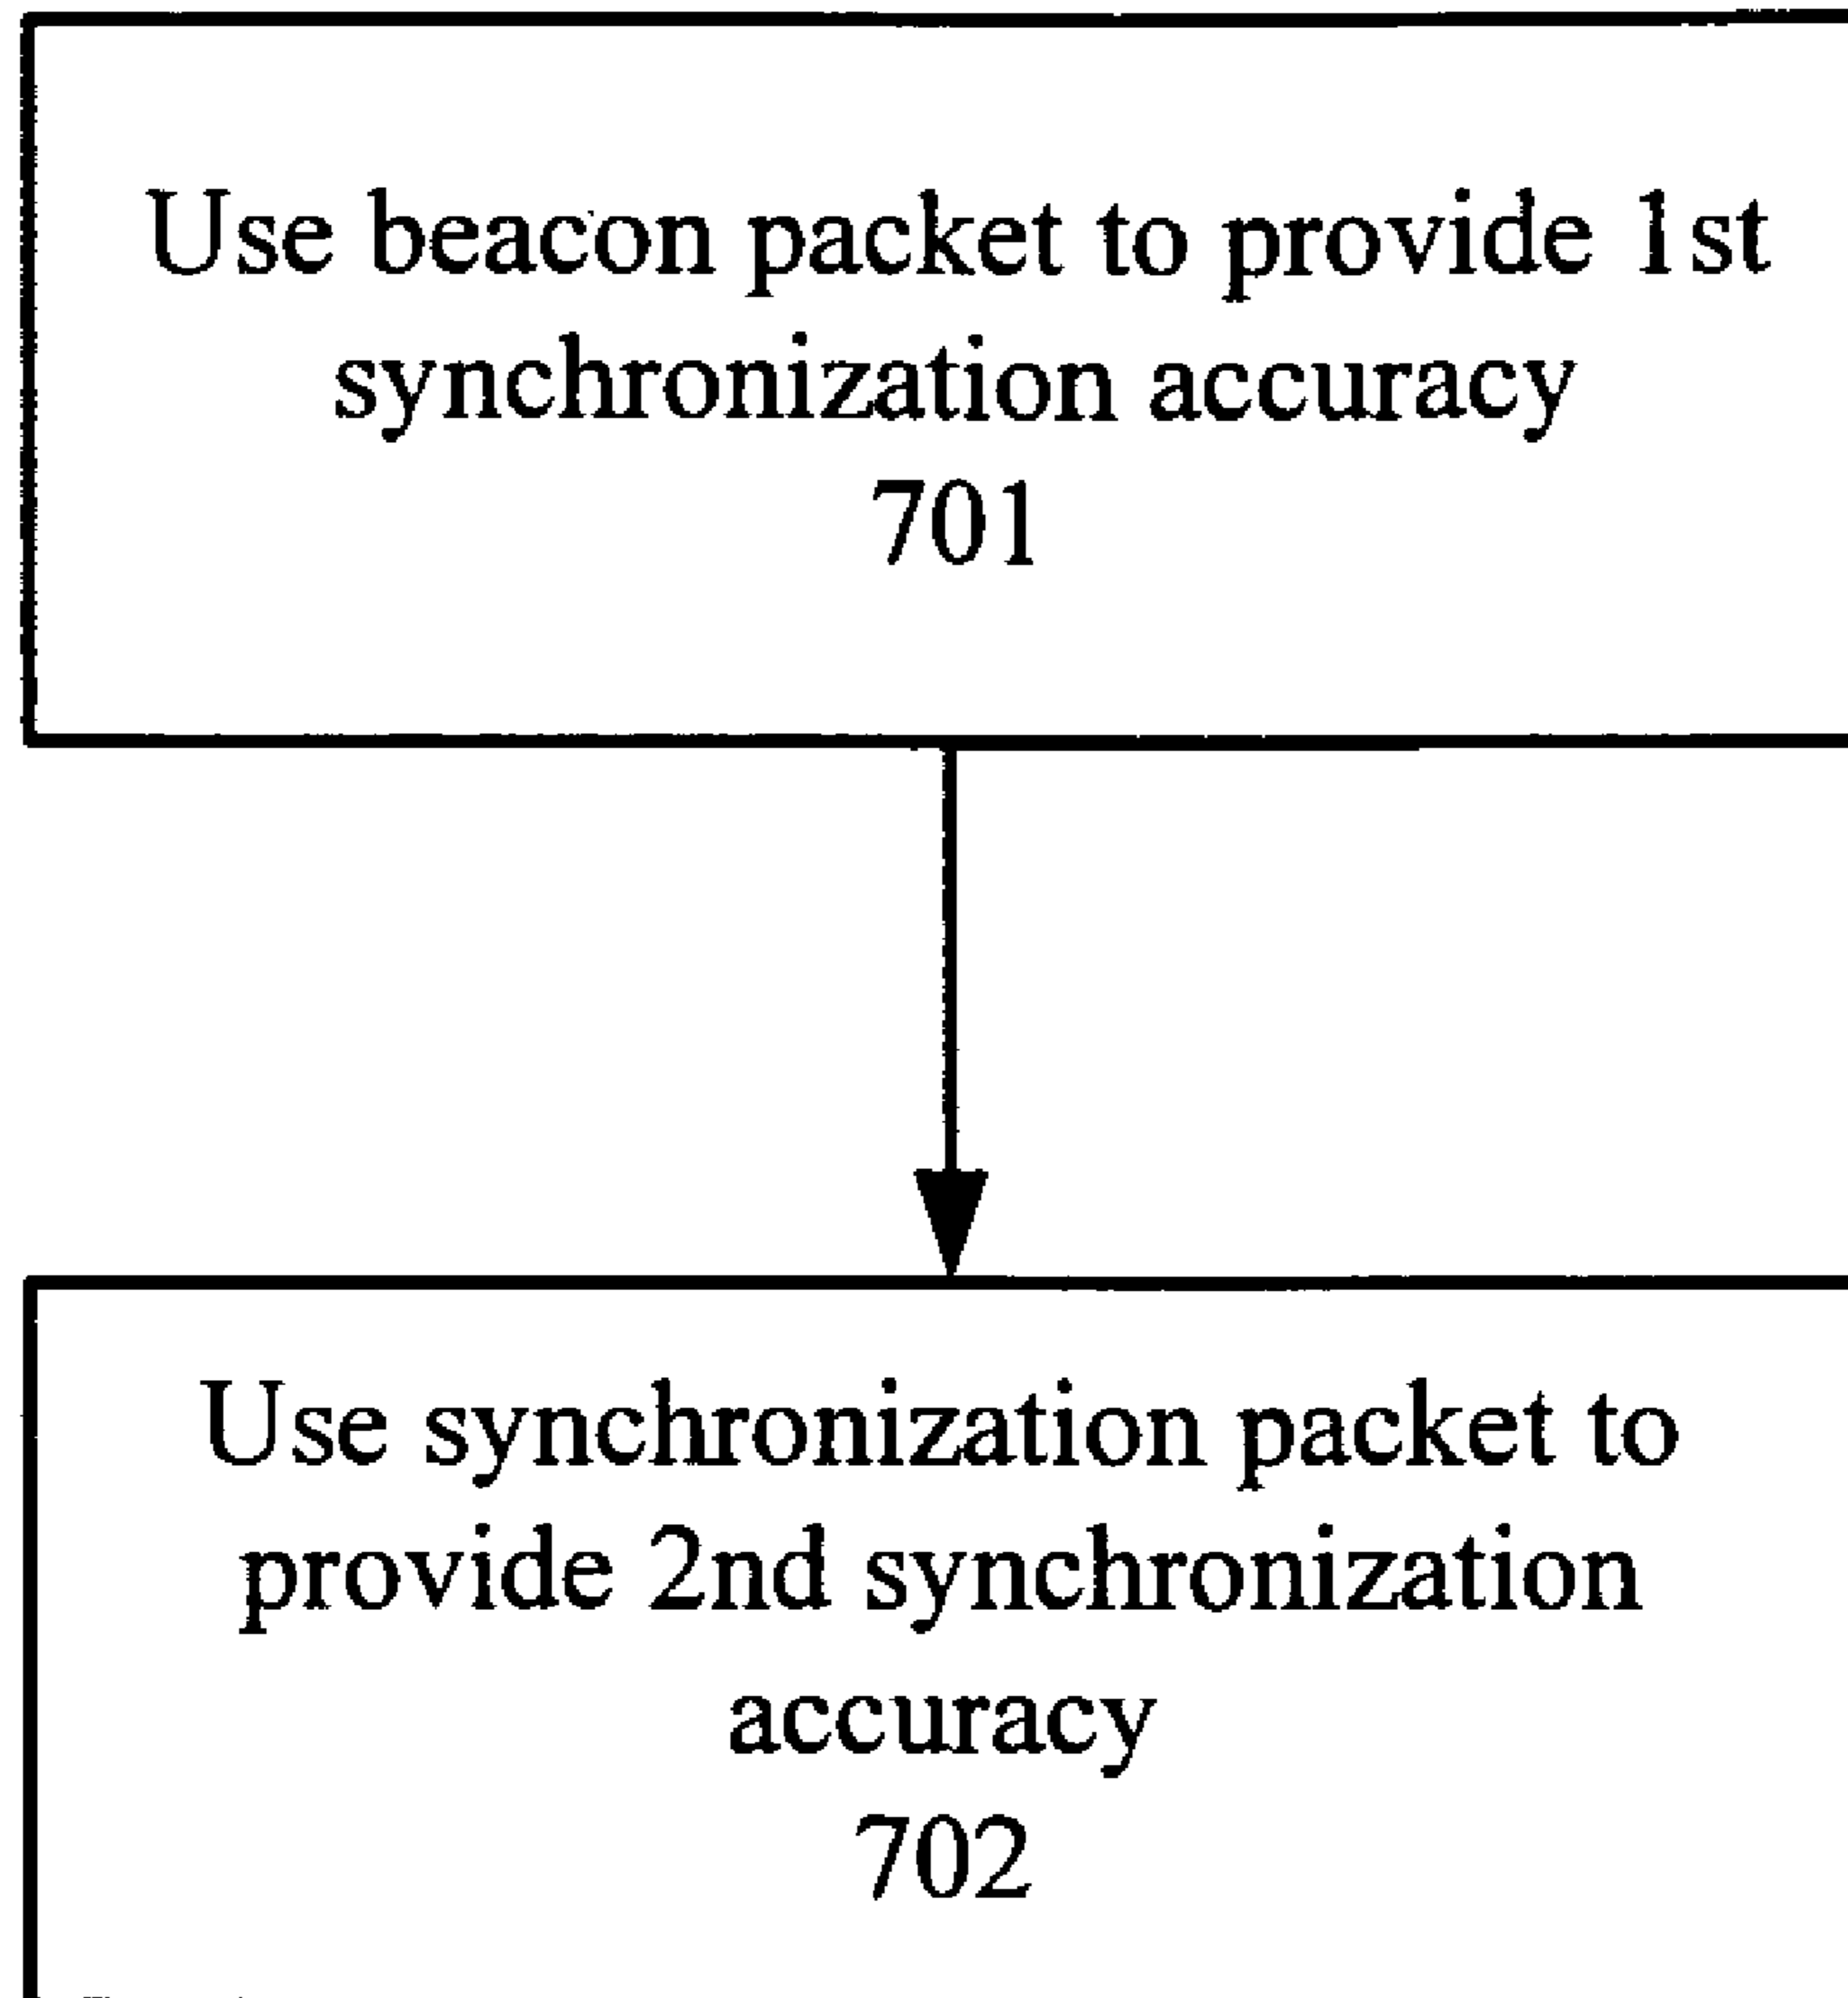 Use beacon packet to provide 1st
synchronization accuracy
701
Use synchronization packet to
provide 2nd synchronization
accuracy
702